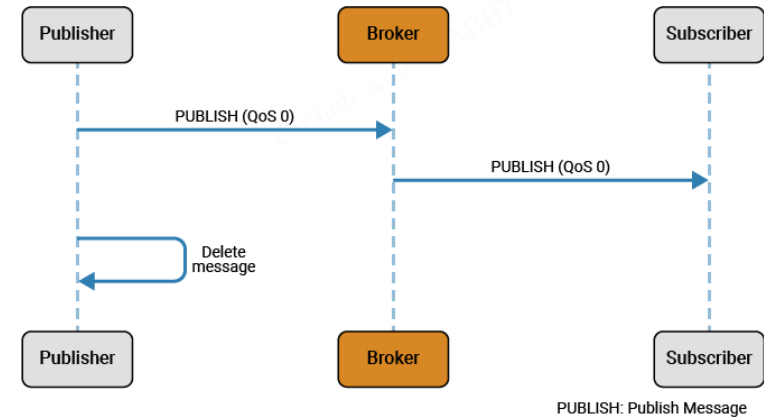 Publisher
Broker
Subscriber
PUBLISH (QoS 0)
PUBLISH (QoS 0)
Delete
message
Publisher
Broker
Subscriber
PUBLISH: Publish Message